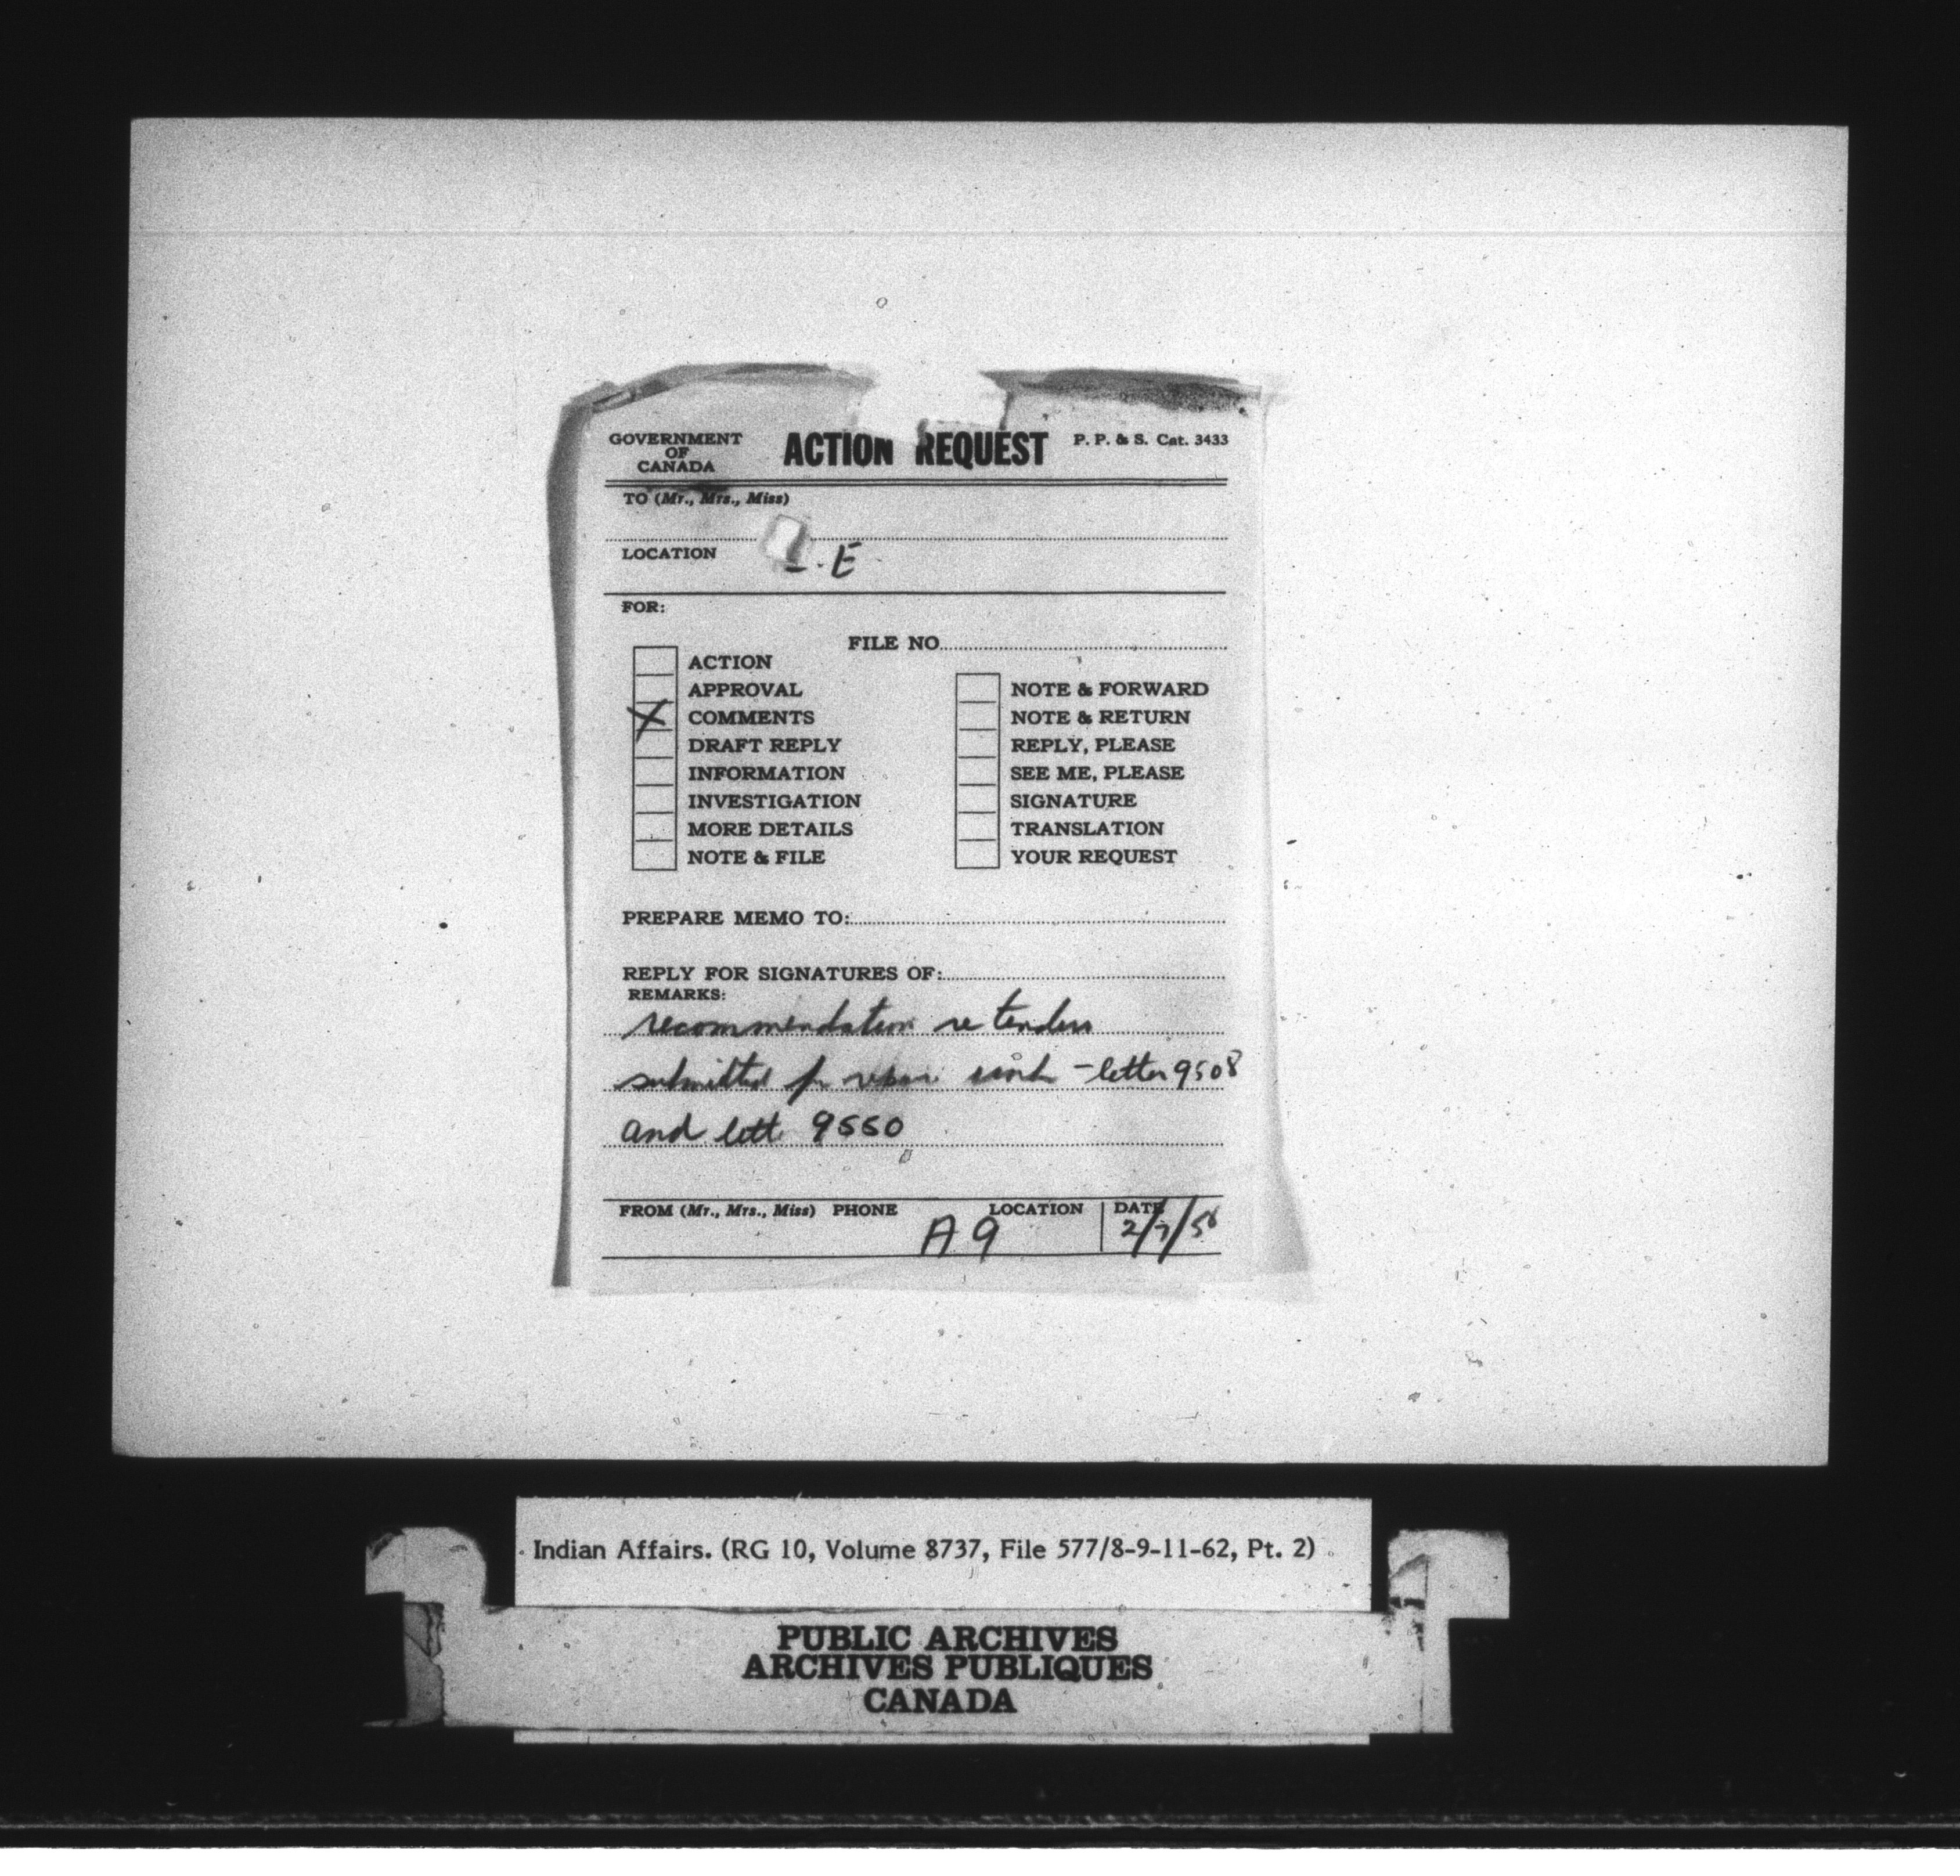 GOVERNMENT
OF
CANADA
ACTION REQUEST
P. P. & S. Cat. 3433
TO (Mr., Mrs., Miss)
LOCATION I.E
FOR:
FILE NO
ACTION
APPROVAL
X COMMENTS
DRAFT REPLY
INFORMATION
INVESTIGATION
MORE DETAILS
NOTE & FILE
NOTE & FORWARD
NOTE & RETURN
REPLY, PLEASE
SEE ME, PLEASE
SIGNATURE
TRANSLATION
YOUR REQUEST
PREPARE MEMO TO:
REPLY FOR SIGNATURES OF:
REMARKS:
recommendation re tenders
submitted for repair work - letter 9508
and lett 9550
FROM (Mr., Mrs., Miss) PHONE LOCATION DATE
A9 2/7/58
Indian Affairs. (RG 10, Volume 8737, File 577/8-9-11-62, Pt. 2)
PUBLIC ARCHIVES
ARCHIVES PUBLIQUES
CANADA